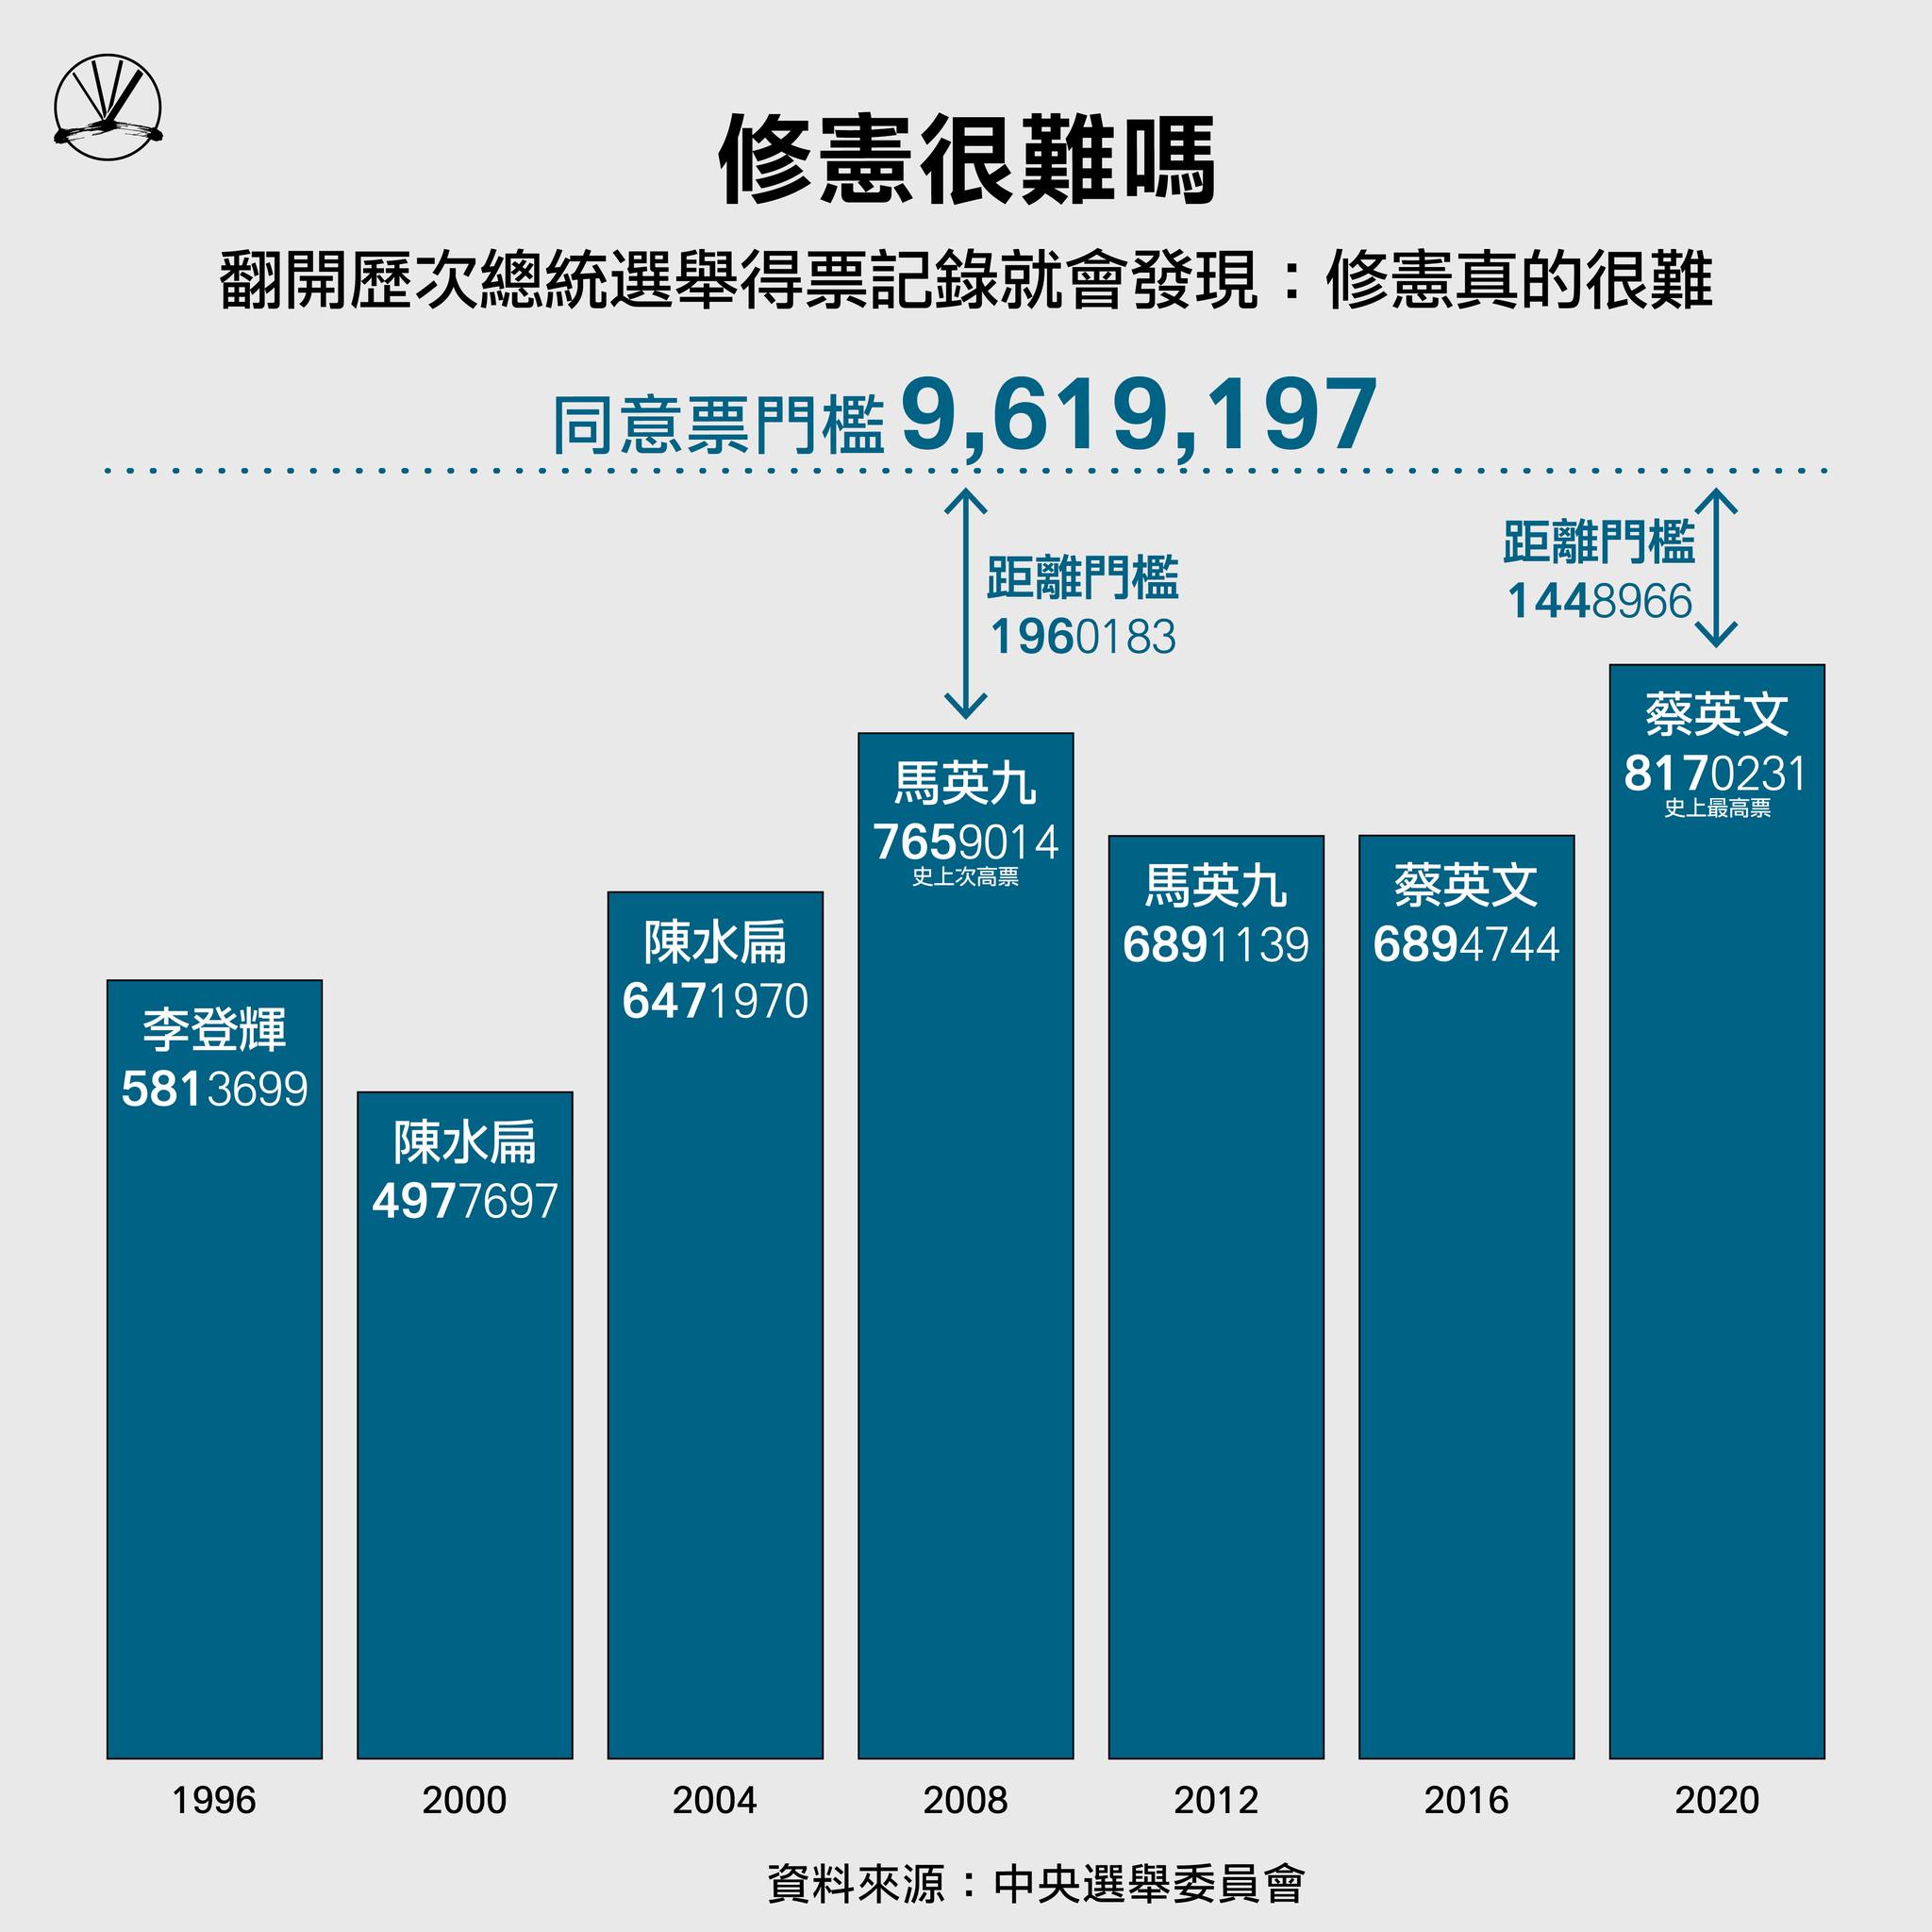 修憲很難嗎
翻開歷次總統選舉得票記錄就會發現：修憲真的很難
同意票門檻 9,619,197
距離門檻
1960183
距離門檻
1448966
李登輝
5813699
陳水扁
4977697
陳水扁
6471970
馬英九
7659014
史上次高票
馬英九
6891139
蔡英文
6894744
蔡英文
8170231
史上最高票
1996
2000
2004
2008
2012
2016
2020
資料來源：中央選舉委員會